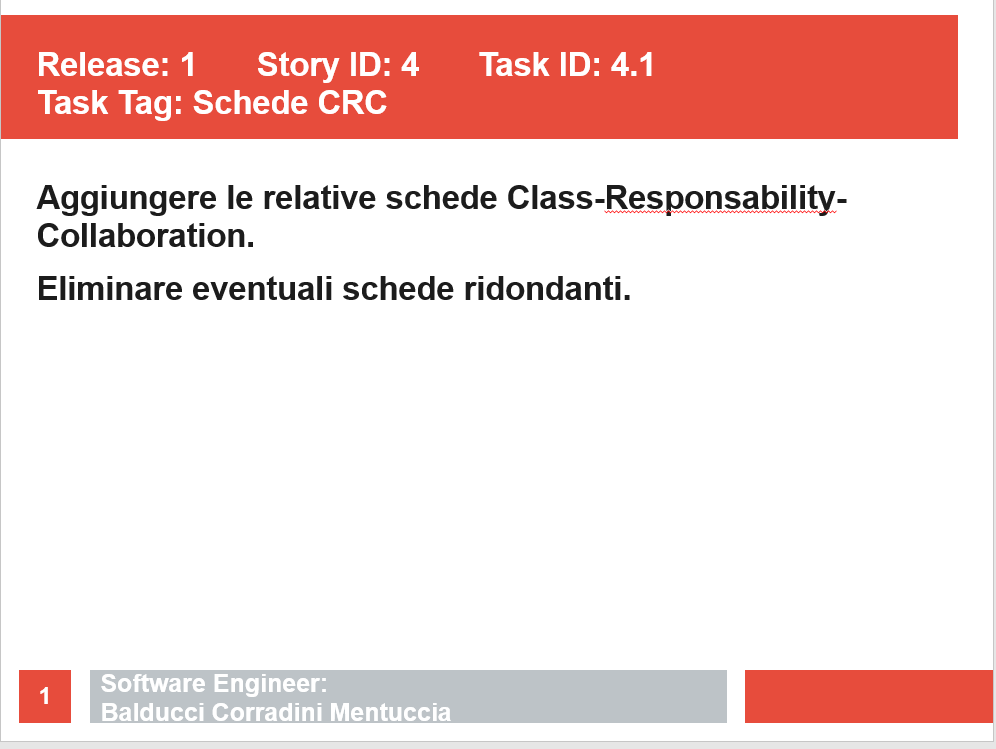 Release: 1 Story ID: 4 Task ID: 4.1
Task Tag: Schede CRC
Aggiungere le relative schede Class-Responsability-
Collaboration.
Eliminare eventuali schede ridondanti.
1
Software Engineer:
Balducci Corradini Mentuccia